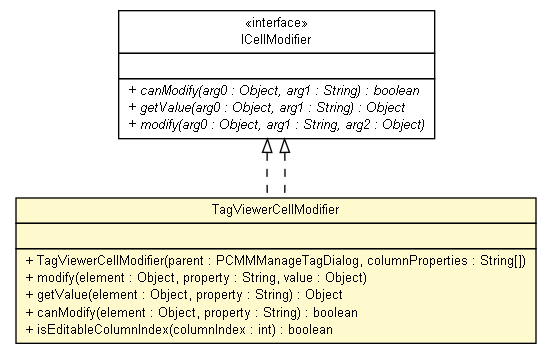 «interface»
ICellModifier
+ canModify(arg0 : Object, arg1 : String) : boolean
+ getValue(arg0 : Object, arg1 : String) : Object
+ modify(arg0 : Object, arg1 : String, arg2 : Object)
TagViewerCellModifier
+ TagViewerCellModifier(parent : PCMMManageTagDialog, columnProperties : String[])
+ modify(element : Object, property : String, value : Object)
+ getValue(element : Object, property : String) : Object
+ canModify(element : Object, property : String) : boolean
+ isEditableColumnIndex(columnIndex : int) : boolean